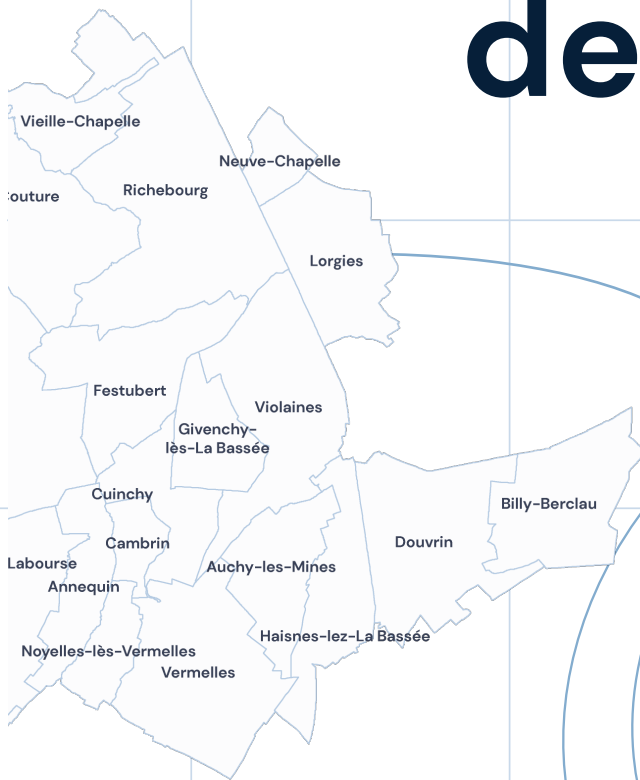 de
Vieille-Chapelle
Neuve-Chapelle
outure
Richebourg
Lorgies
Festubert
Violaines
Givenchy-
lès-La Bassée
Cuinchy
Billy-Berclau
Cambrin
Douvrin
Labourse
Auchy-les-Mines
Annequin
Haisnes-lez-La Bassée
Noyelles-lès-Vermelles
Vermelles